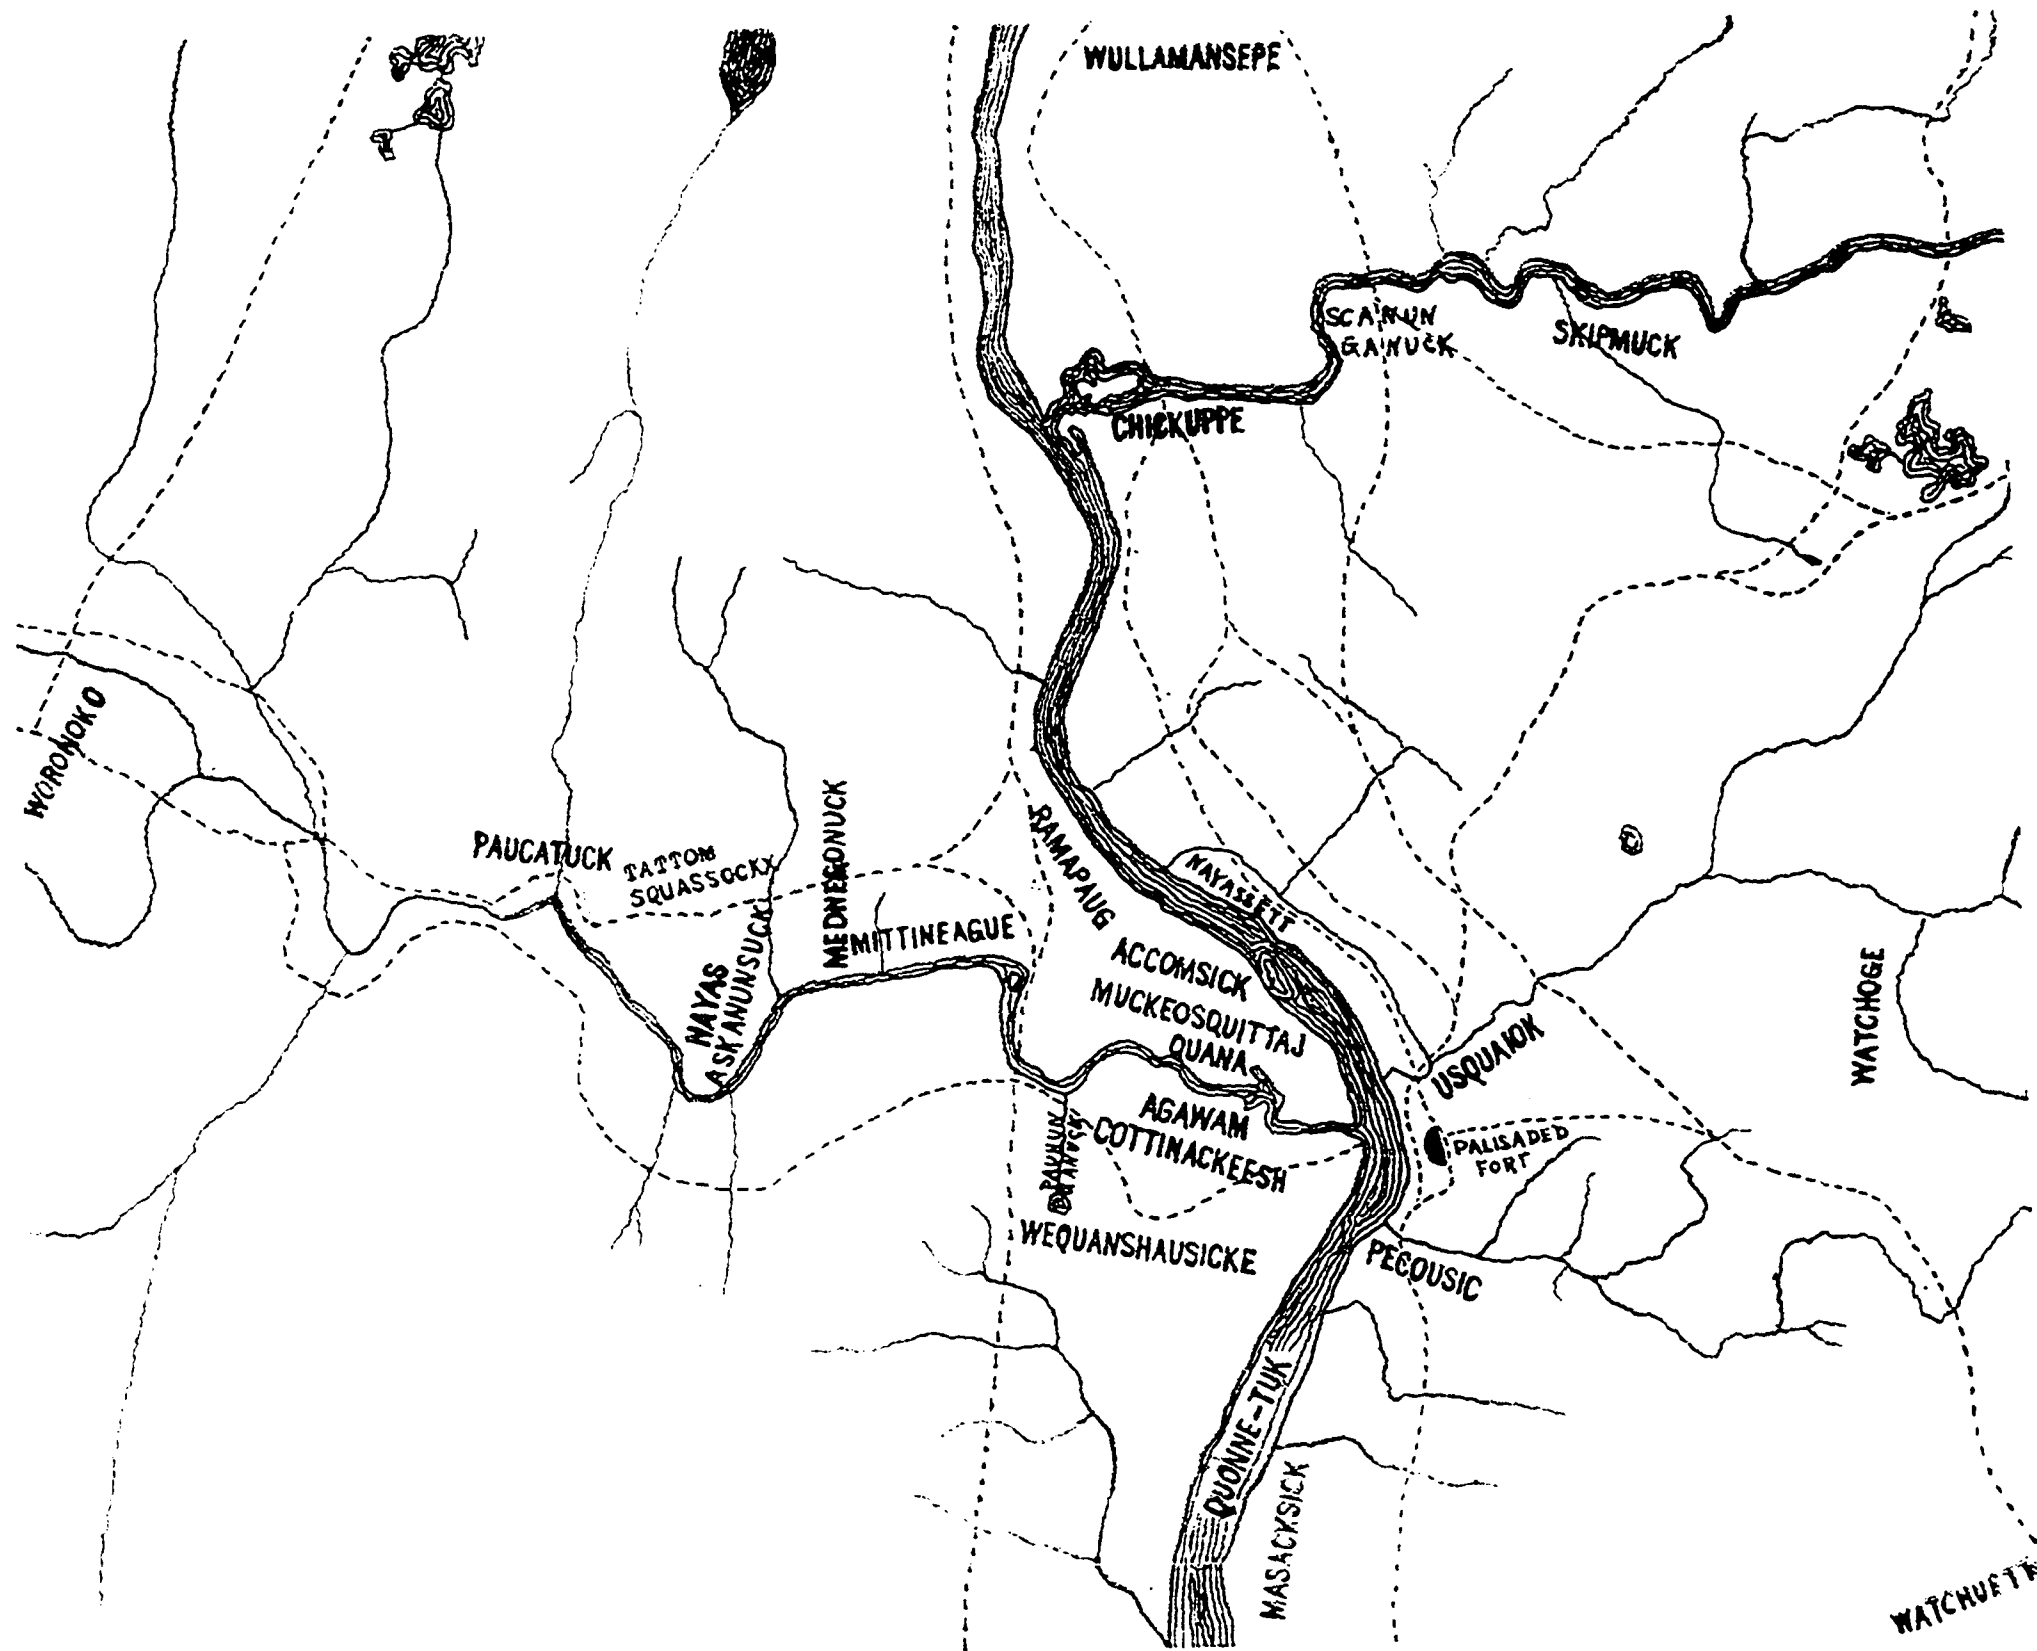 WULLAMANSEPE
SCANUN
GANUCK
SKIPMUCK
CHICKUPPE
WORONOKO
PAUCATUCK
TATTOM
SQUASSOCKX
MEDNEGONUCK
RAMAPAUG
NAYASSETT
MITTINEAGUE
NAYAS
ASKANUNSUCK
ACCOMSICK
MUCKEOSQUITTAJ
QUANA
USQUAIOK
WATCHOGE
AGAWAM
COTTINACKEESH
PALISADED
FORT
WEQUANSHAUSICKE
PECOUSIC
QUONNE-TUK
MASACKSICK